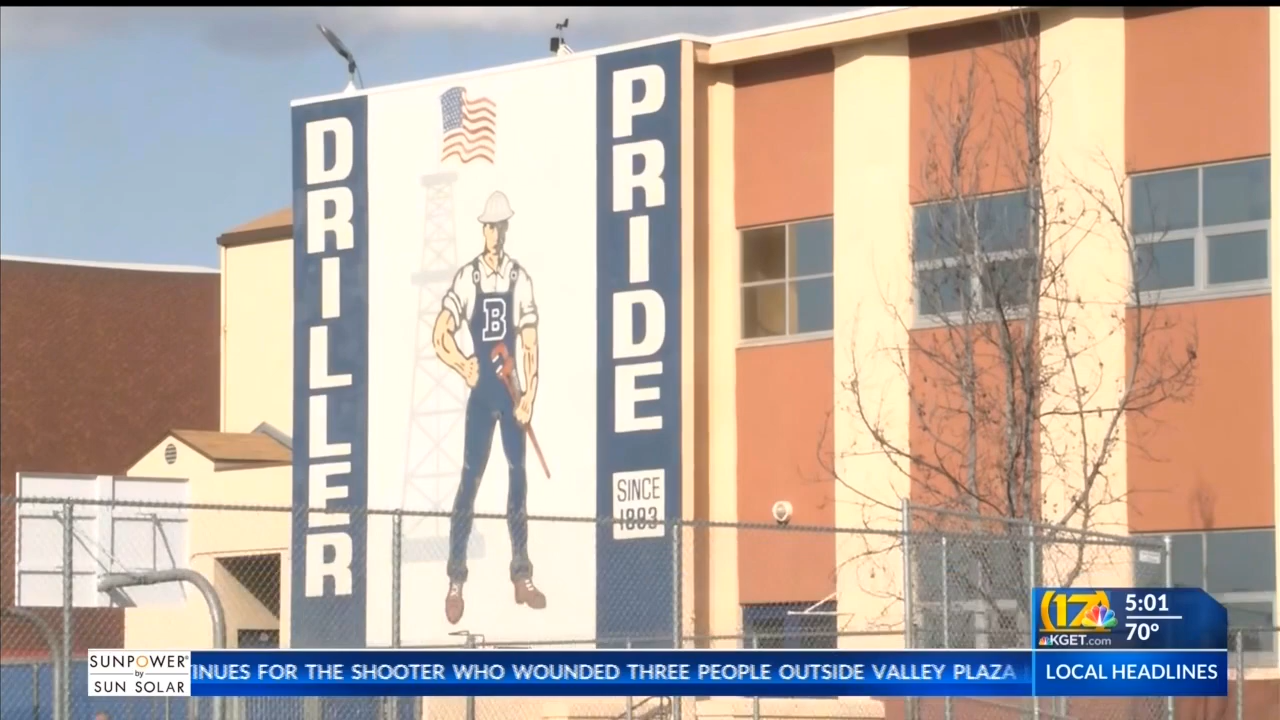 DRILLER
PRIDE
B
SINCE
1893
17
KGET.com
5:01
70°
SUNPOWER®
by
SUN SOLAR
INUES FOR THE SHOOTER WHO WOUNDED THREE PEOPLE OUTSIDE VALLEY PLAZA
LOCAL HEADLINES